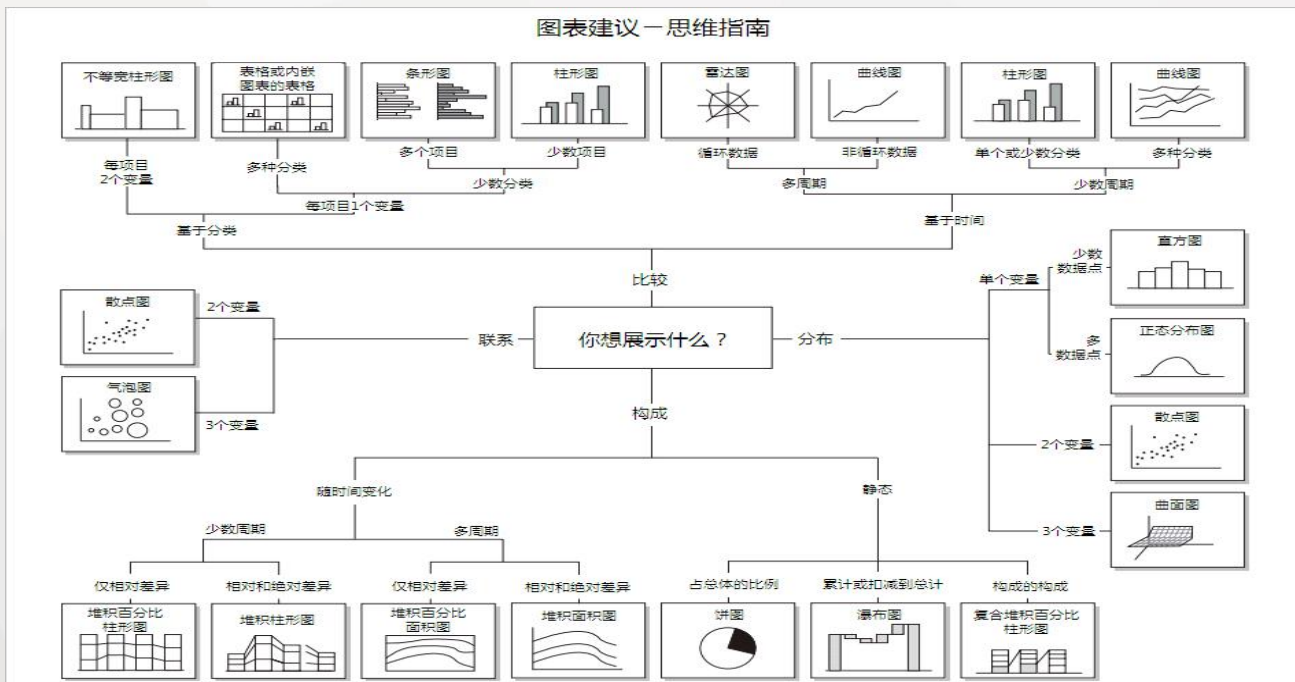 图表建议－思维指南
不等宽柱形图
表格或内嵌
图表的表格
条形图
柱形图
雷达图
曲线图
柱形图
曲线图
每项目
2个变量
多种分类
多个项目
少数项目
循环数据
非循环数据
单个或少数分类
多种分类
少数分类
多周期
少数周期
每项目1个变量
基于分类
基于时间
比较
散点图
2个变量
气泡图
3个变量
联系
你想展示什么？
分布
单个变量
少数
数据点
直方图
多
数据点
正态分布图
2个变量
散点图
3个变量
曲面图
构成
随时间变化
静态
少数周期
多周期
仅相对差异
相对和绝对差异
仅相对差异
相对和绝对差异
占总体的比例
累计或扣减到总计
构成的构成
堆积百分比
柱形图
堆积柱形图
堆积百分比
面积图
堆积面积图
饼图
瀑布图
复合堆积百分比
柱形图